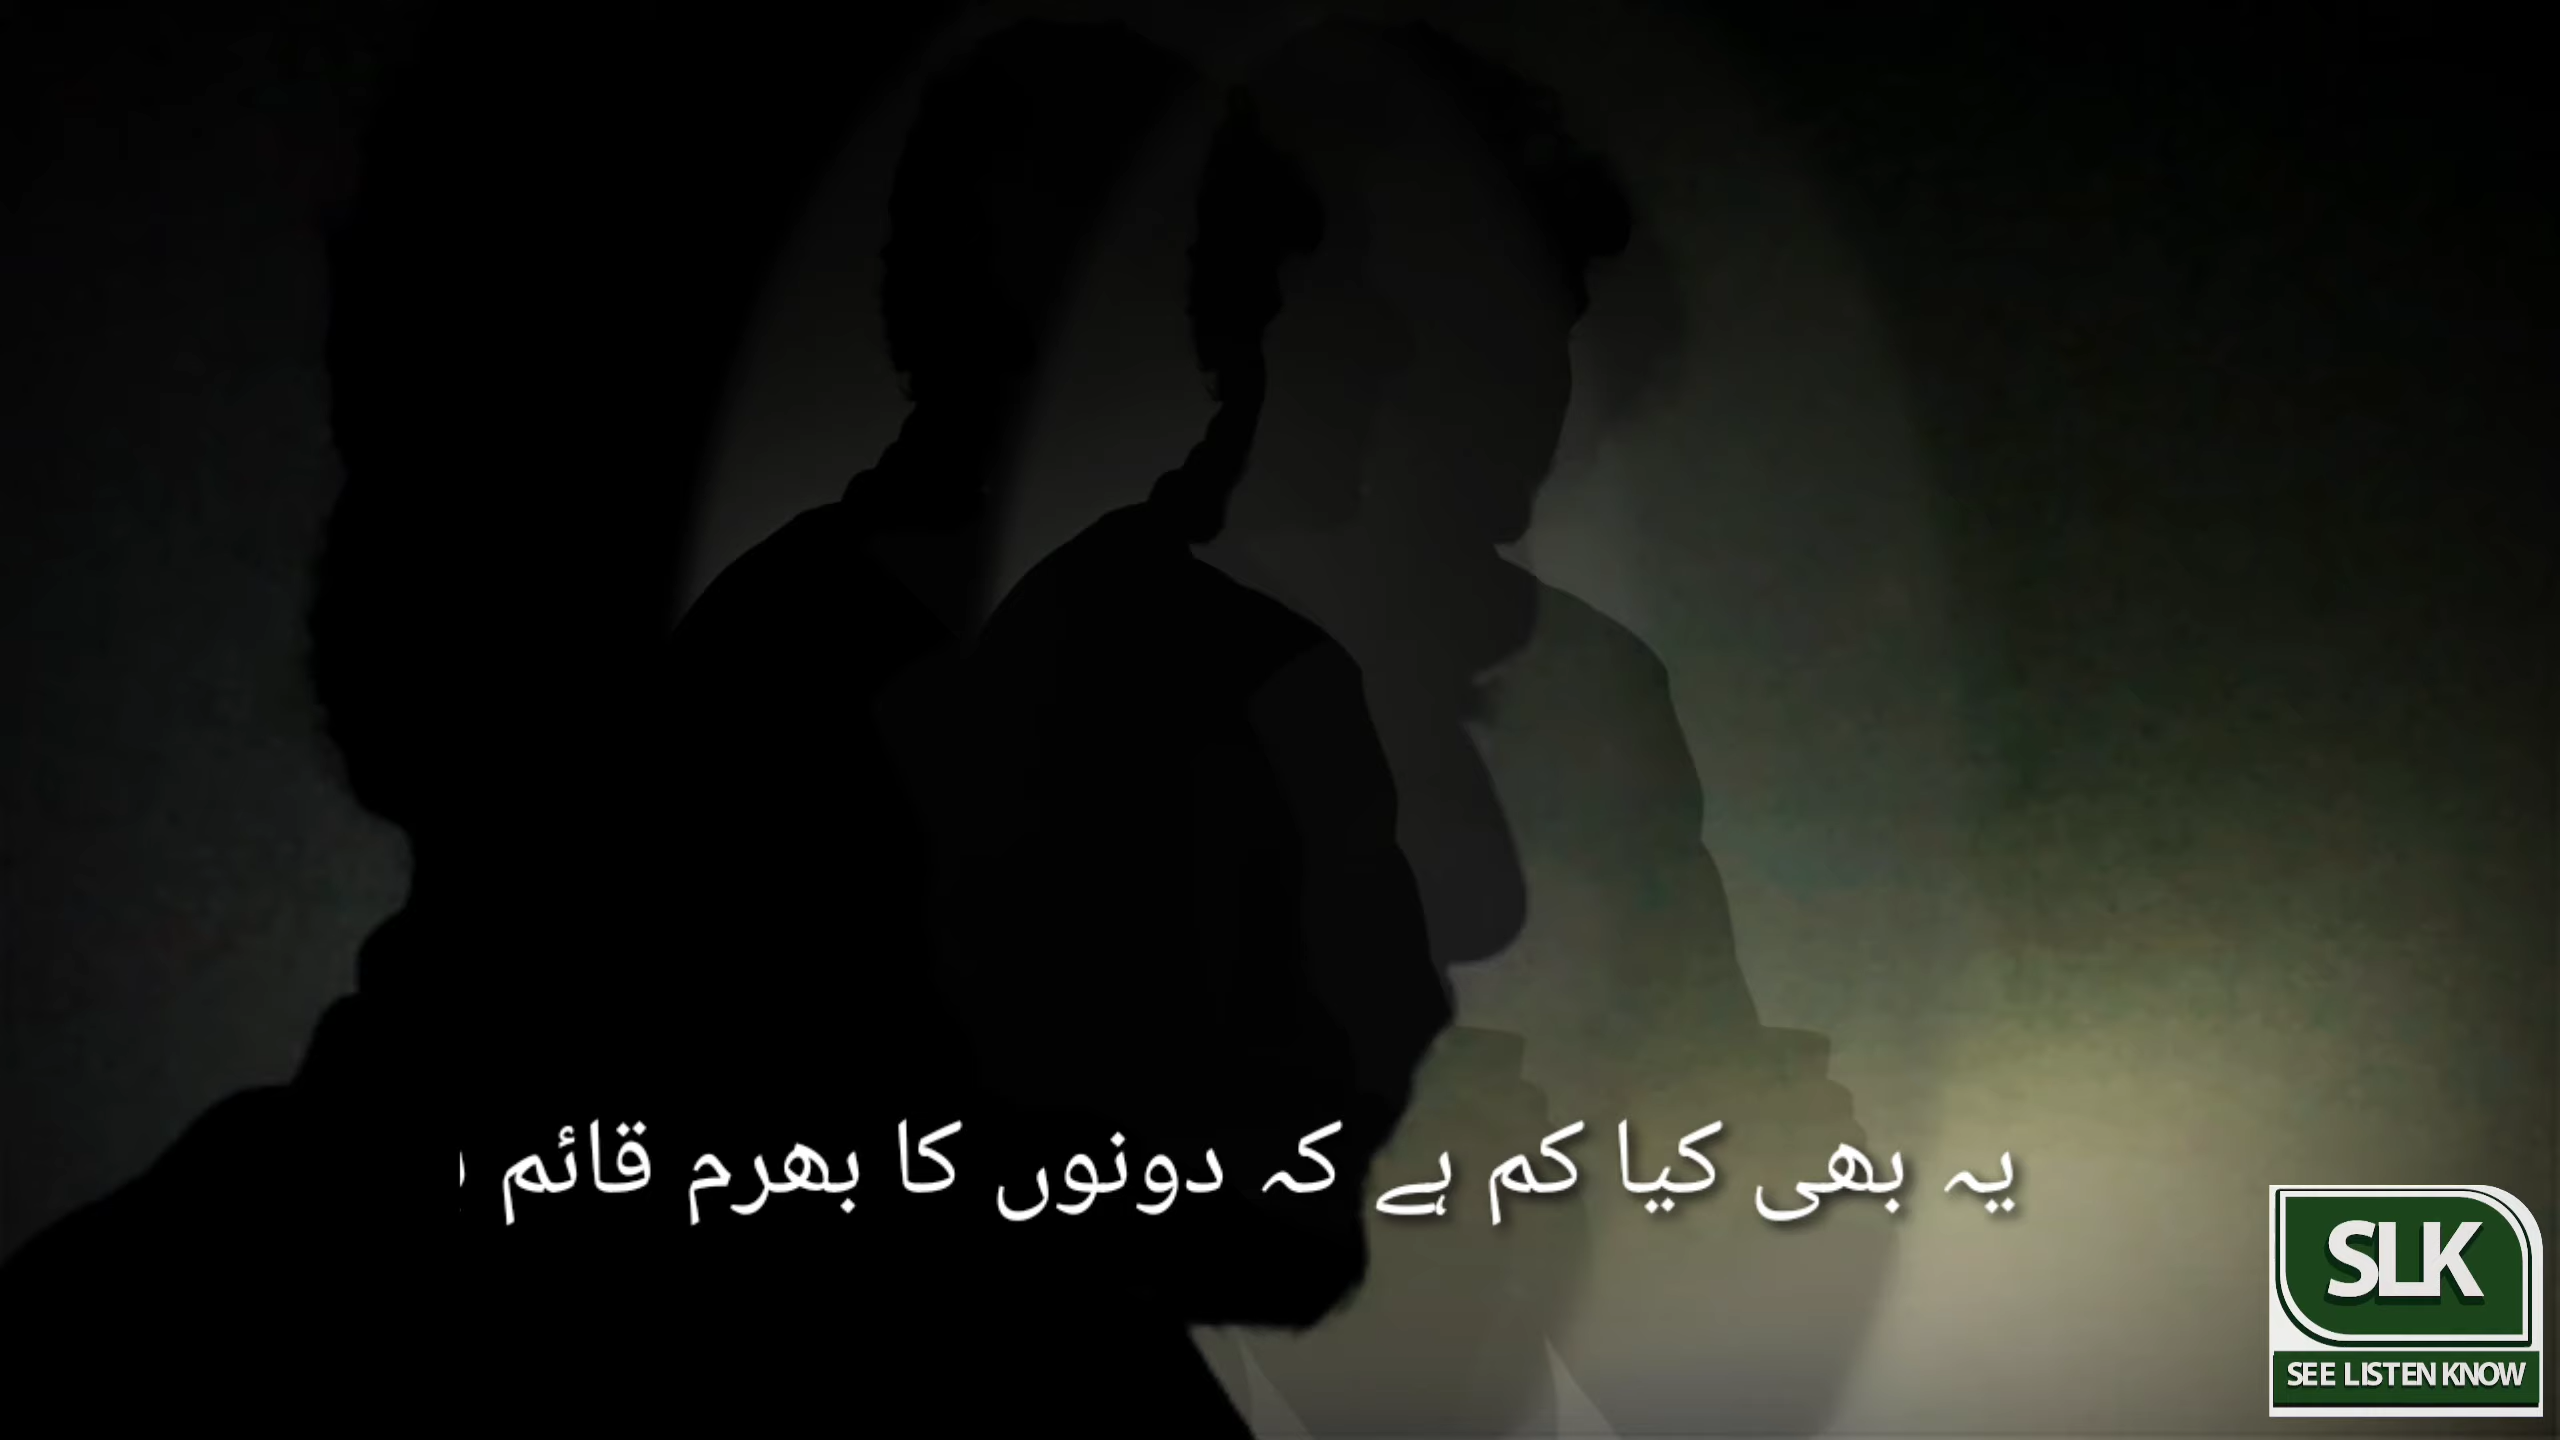 یہ بھی کیا کم ہے کہ دونوں کا بھرم قائم
SLK
SEE LISTEN KNOW